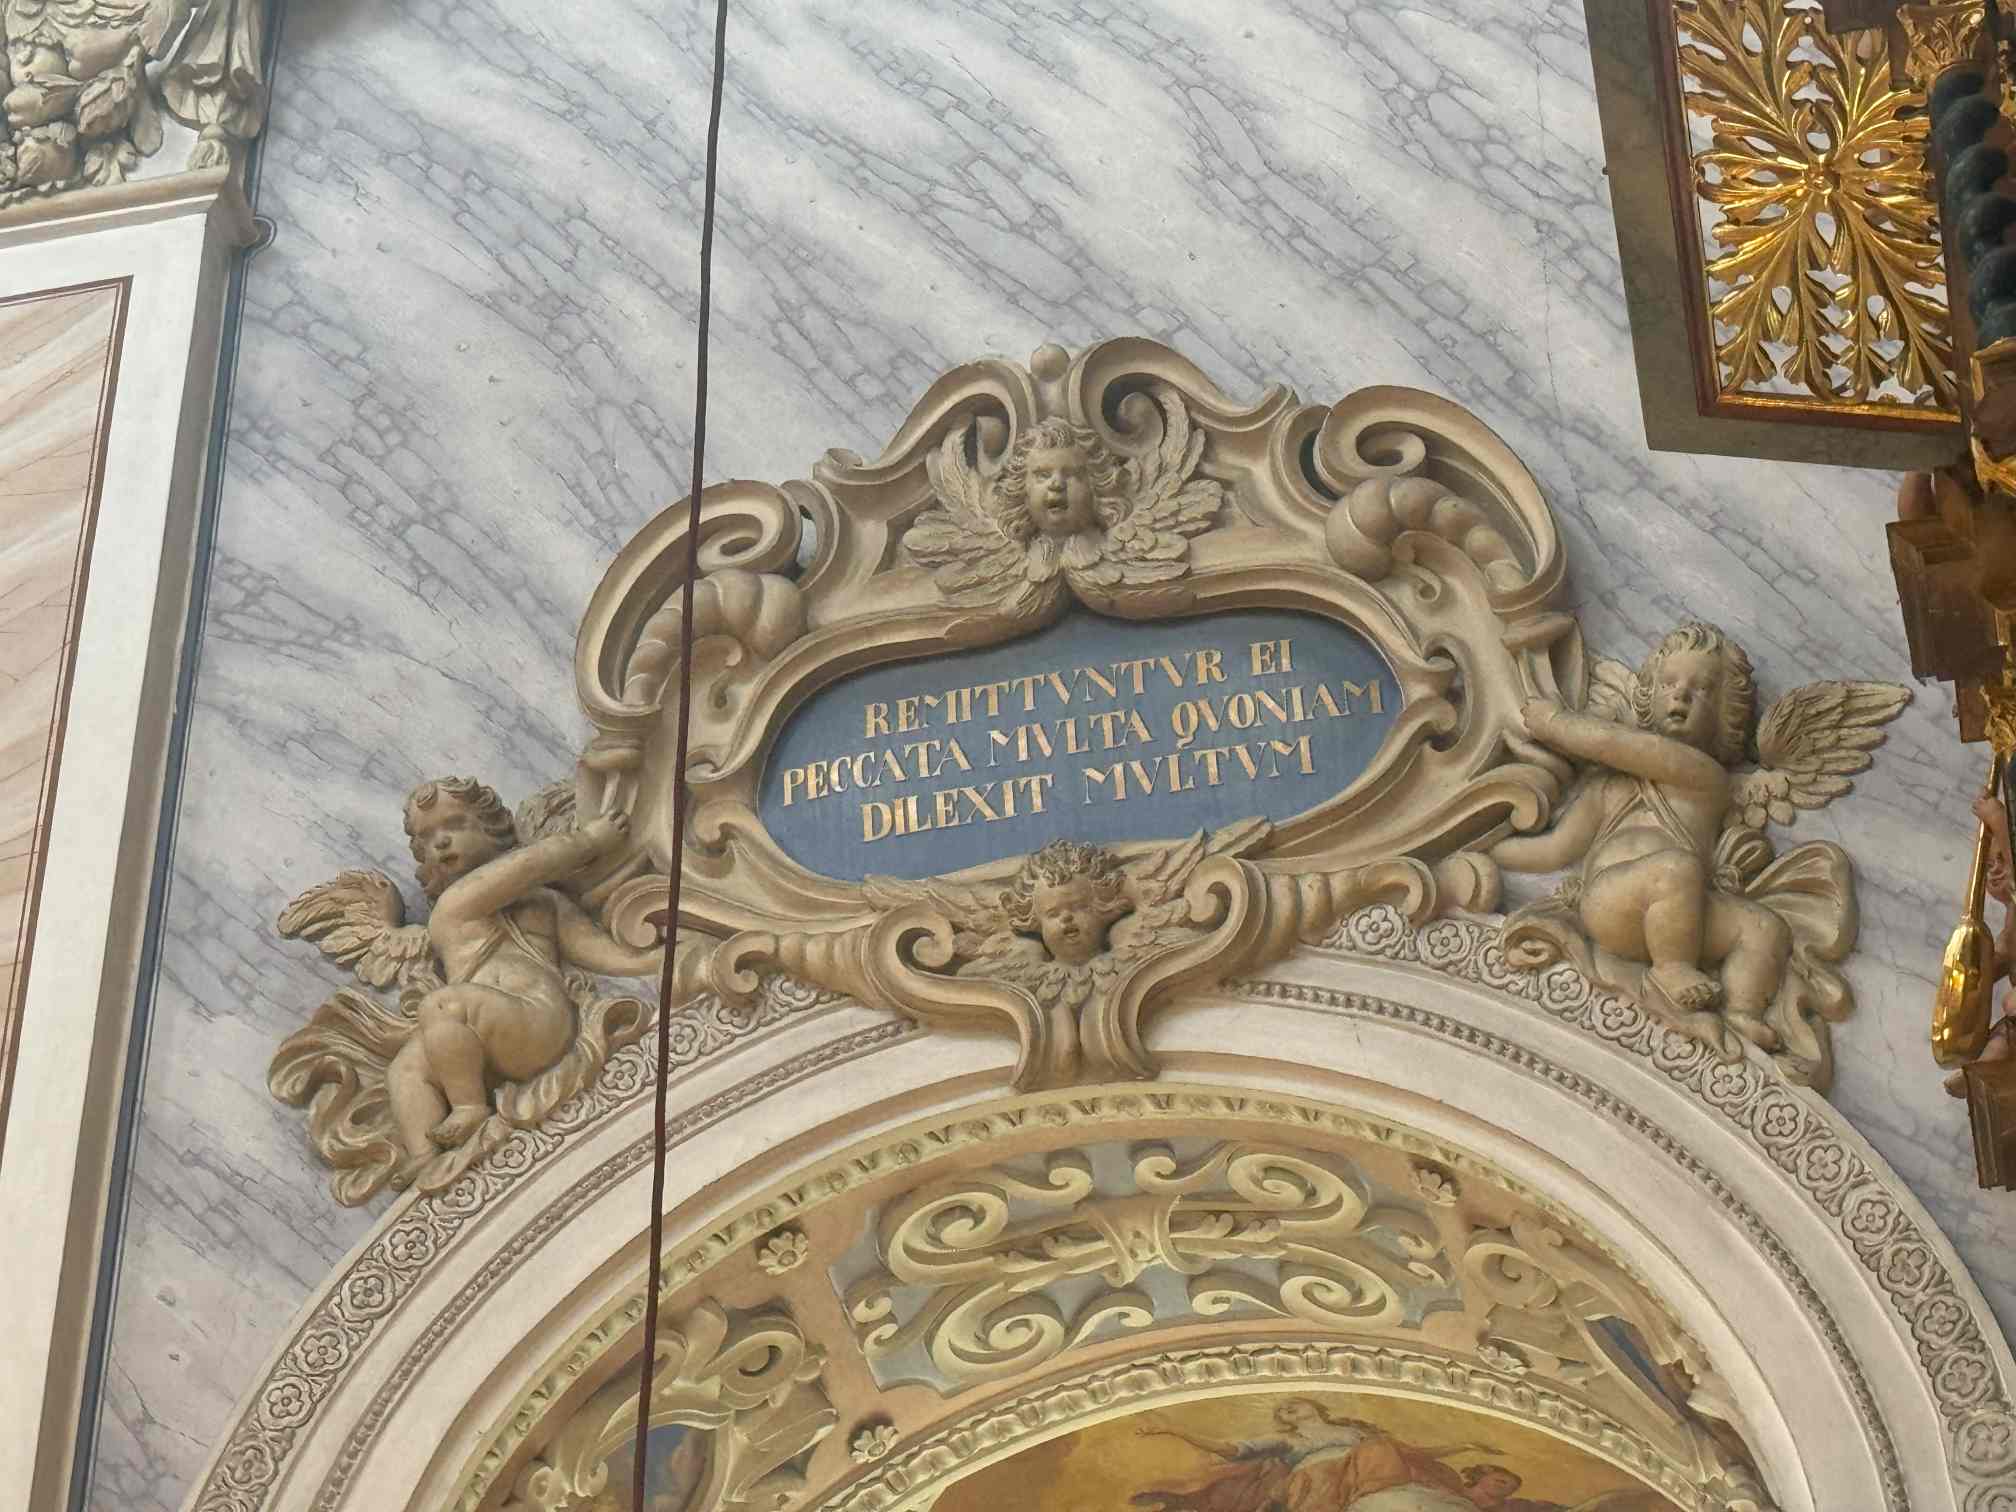 REMITTVNTVR EI
PECCATA MVLTA QVONIAM
DILEXIT MVLTVM